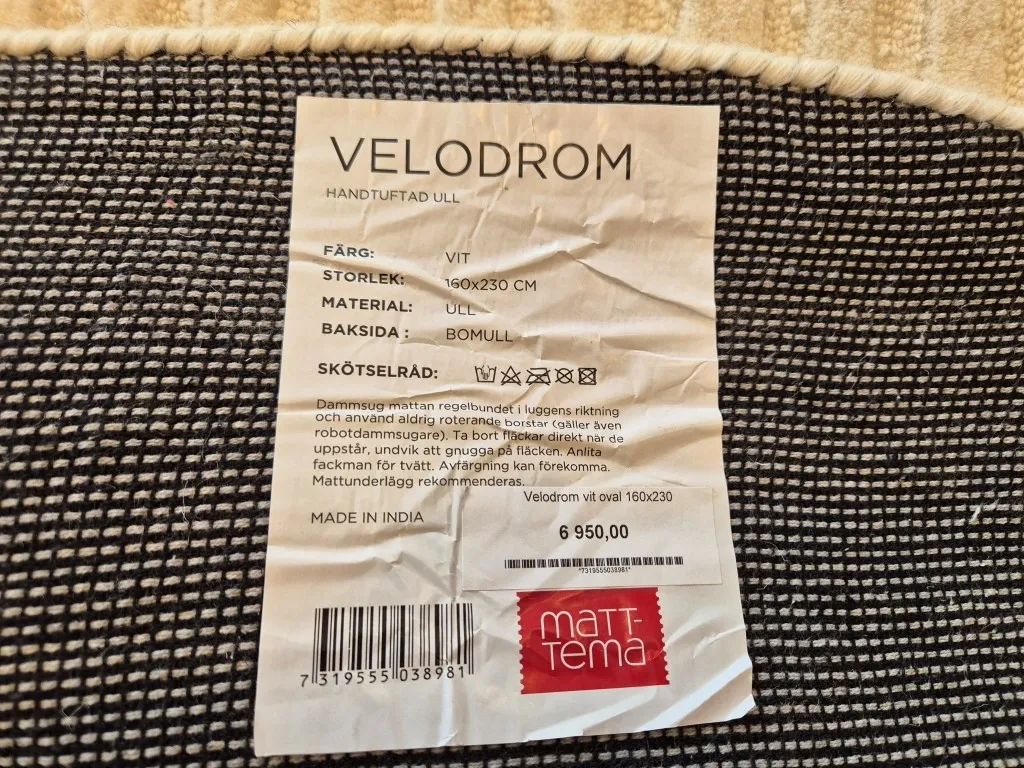 VELODROM
HANDTUFTAD ULL
FÄRG: VIT
STORLEK: 160x230 CM
MATERIAL: ULL
BAKSIDA : BOMULL
SKÖTSELRÅD:
Dammsug mattan regelbundet i luggens riktning
och använd aldrig roterande borstar (gäller även
robotdammsugare). Ta bort fläckar direkt när de
uppstår, undvik att gnugga på fläcken. Anlita
fackman för tvätt. Avfärgning kan förekomma.
Mattunderlägg rekommenderas.
MADE IN INDIA
Velodrom vit oval 160x230
6 950,00
*7319555038981*
7 319555 038981
MATT-
TEMA